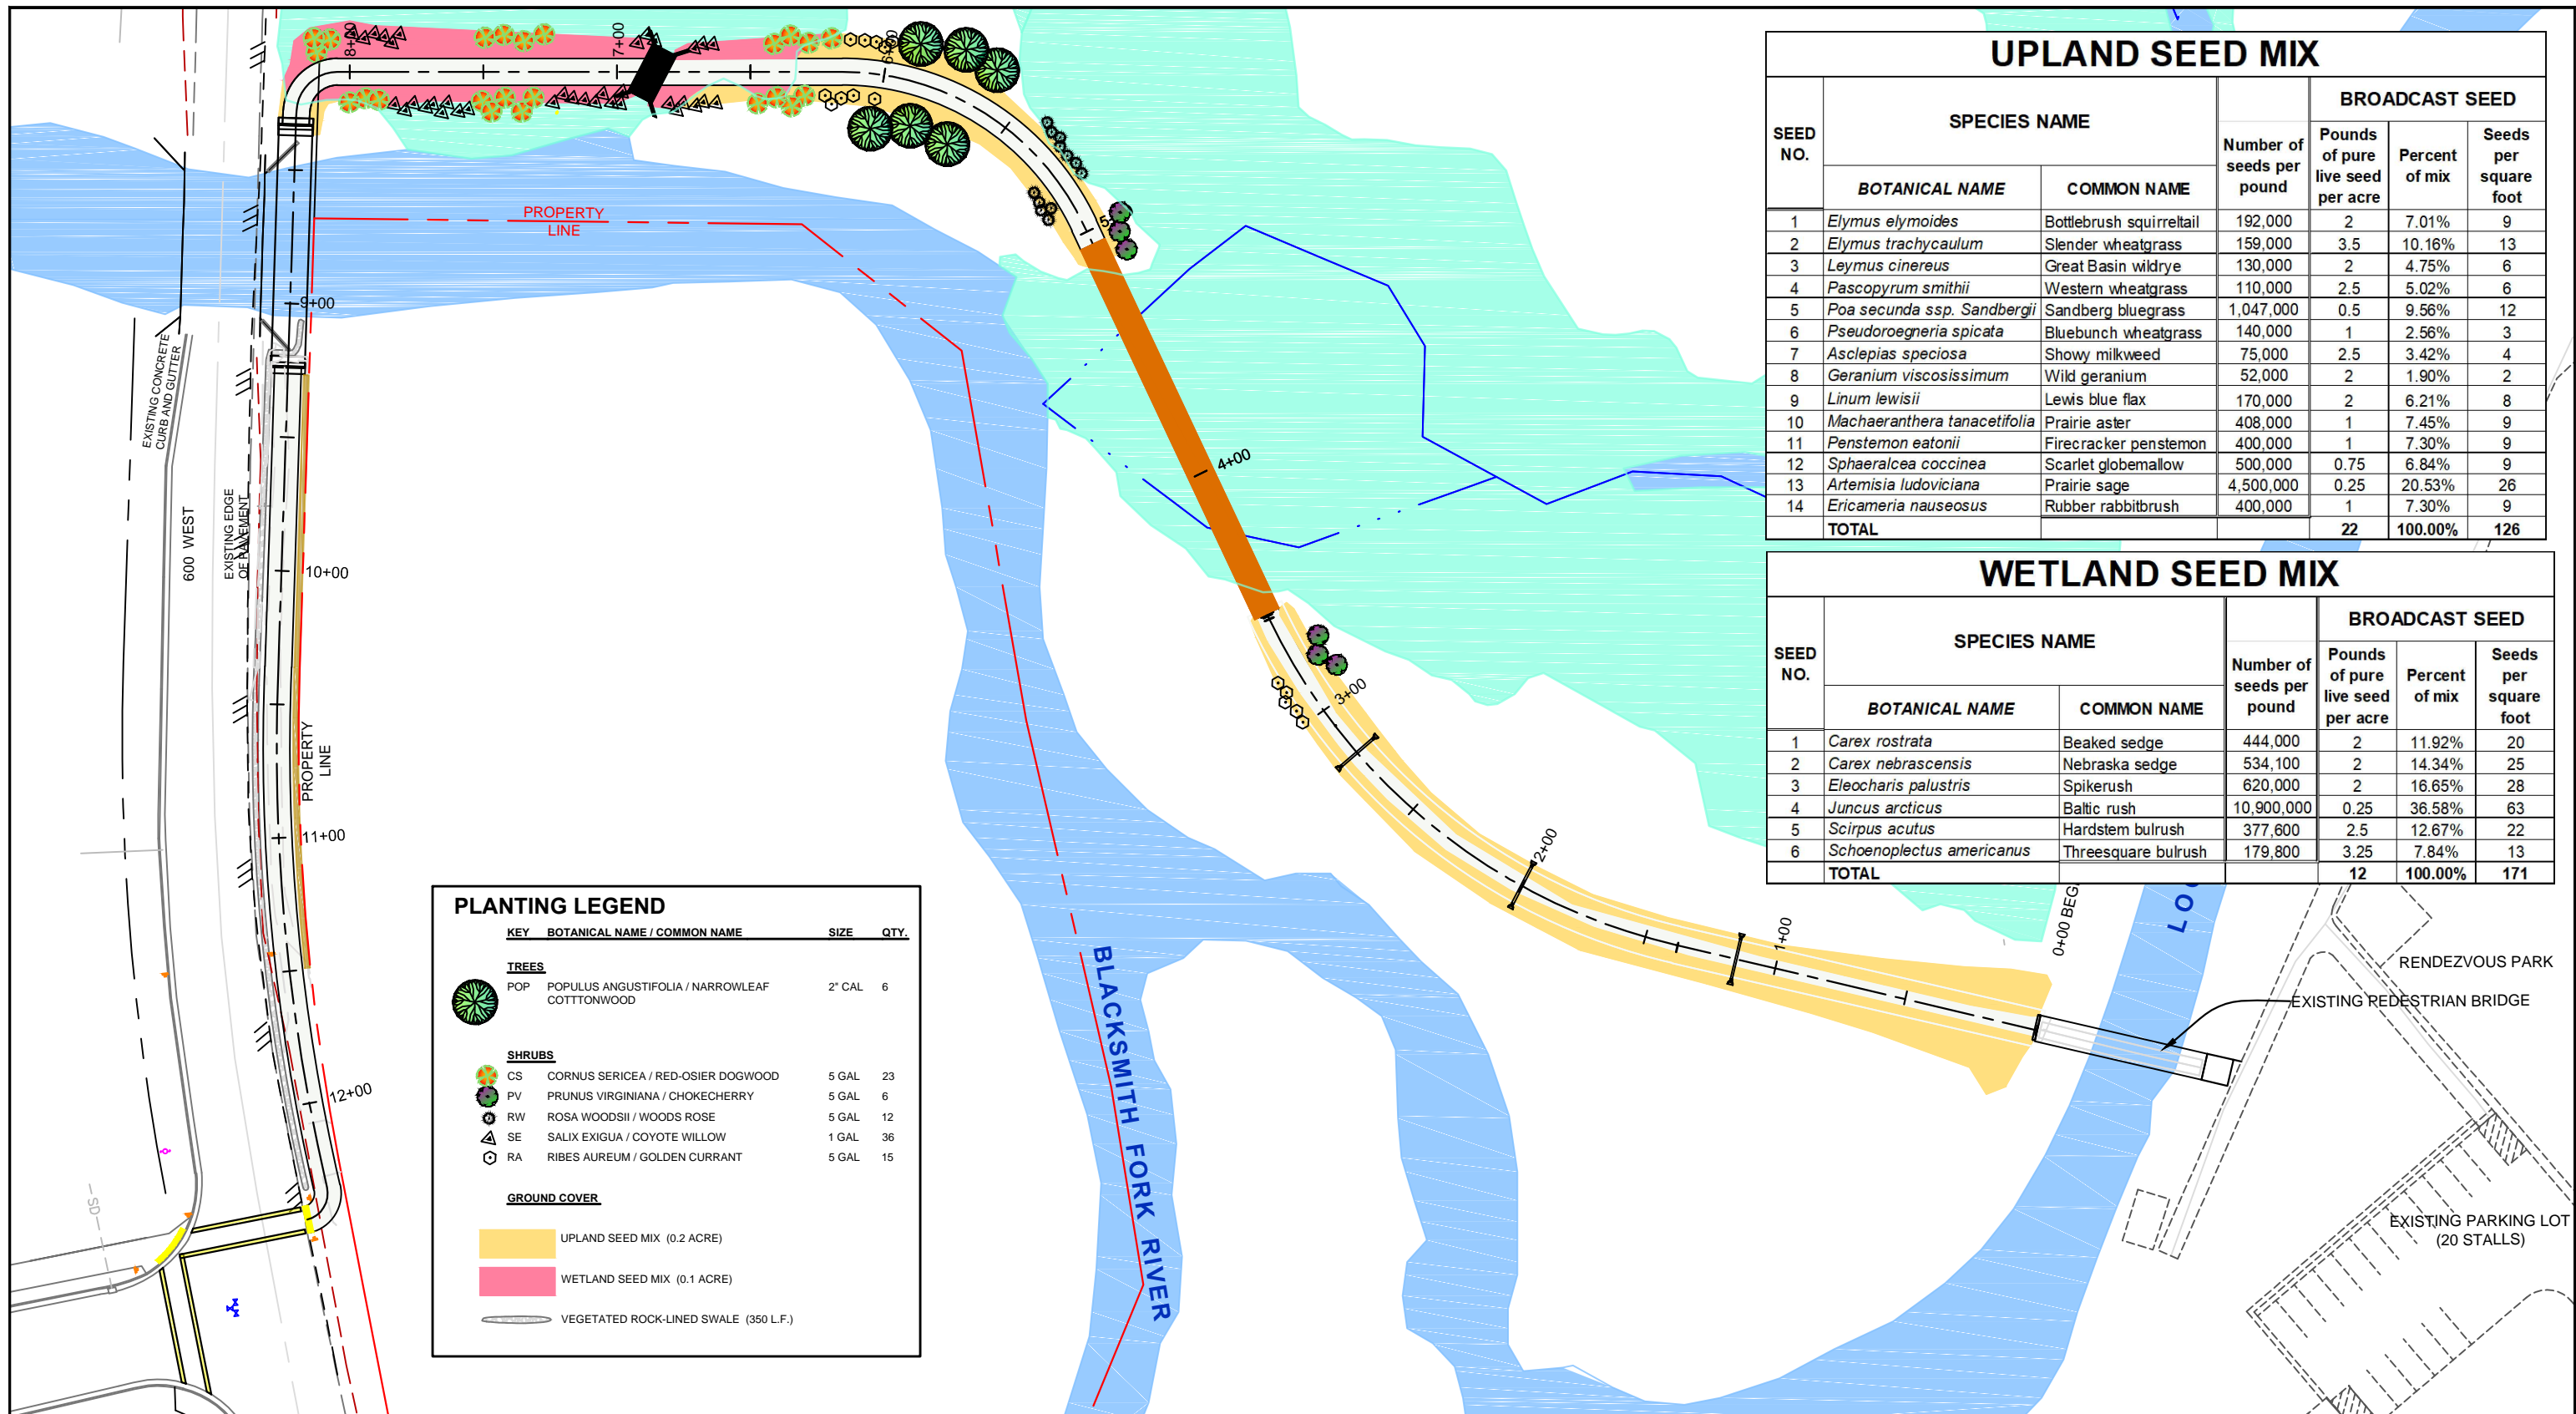 8+00
7+00
6+00
PROPERTY
LINE
9+00
EXISTING CONCRETE
CURB AND GUTTER
600 WEST
EXISTING EDGE
OF PAVEMENT
10+00
PROPERTY
LINE
11+00
12+00
SD
4+00
3+00
2+00
1+00
BLACKSMITH FORK RIVER
RENDEZVOUS PARK
EXISTING PEDESTRIAN BRIDGE
EXISTING PARKING LOT
(20 STALLS)
UPLAND SEED MIX
SEED NO. SPECIES NAME Number of seeds per pound BROADCAST SEED
BOTANICAL NAME COMMON NAME Pounds of pure live seed per acre Percent of mix Seeds per square foot
1 Elymus elymoides Bottlebrush squirreltail 192,000 2 7.01% 9
2 Elymus trachycaulum Slender wheatgrass 159,000 3.5 10.16% 13
3 Leymus cinereus Great Basin wildrye 130,000 2 4.75% 6
4 Pascopyrum smithii Western wheatgrass 110,000 2.5 5.02% 6
5 Poa secunda ssp. Sandbergii Sandberg bluegrass 1,047,000 0.5 9.56% 12
6 Pseudoroegneria spicata Bluebunch wheatgrass 140,000 1 2.56% 3
7 Asclepias speciosa Showy milkweed 75,000 2.5 3.42% 4
8 Geranium viscosissimum Wild geranium 52,000 2 1.90% 2
9 Linum lewisii Lewis blue flax 170,000 2 6.21% 8
10 Machaeranthera tanacetifolia Prairie aster 408,000 1 7.45% 9
11 Penstemon eatonii Firecracker penstemon 400,000 1 7.30% 9
12 Sphaeralcea coccinea Scarlet globemallow 500,000 0.75 6.84% 9
13 Artemisia ludoviciana Prairie sage 4,500,000 0.25 20.53% 26
14 Ericameria nauseosus Rubber rabbitbrush 400,000 1 7.30% 9
TOTAL 22 100.00% 126
WETLAND SEED MIX
SEED NO. SPECIES NAME Number of seeds per pound BROADCAST SEED
BOTANICAL NAME COMMON NAME Pounds of pure live seed per acre Percent of mix Seeds per square foot
1 Carex rostrata Beaked sedge 444,000 2 11.92% 20
2 Carex nebrascensis Nebraska sedge 534,100 2 14.34% 25
3 Eleocharis palustris Spikerush 620,000 2 16.65% 28
4 Juncus arcticus Baltic rush 10,900,000 0.25 36.58% 63
5 Scirpus acutus Hardstem bulrush 377,600 2.5 12.67% 22
6 Schoenoplectus americanus Threesquare bulrush 179,800 3.25 7.84% 13
TOTAL 12 100.00% 171
0+00 BEG
LO
PLANTING LEGEND
KEY BOTANICAL NAME / COMMON NAME SIZE QTY.
TREES
POP POPULUS ANGUSTIFOLIA / NARROWLEAF 2" CAL 6
COTTTONWOOD
SHRUBS
CS CORNUS SERICEA / RED-OSIER DOGWOOD 5 GAL 23
PV PRUNUS VIRGINIANA / CHOKECHERRY 5 GAL 6
RW ROSA WOODSII / WOODS ROSE 5 GAL 12
SE SALIX EXIGUA / COYOTE WILLOW 1 GAL 36
RA RIBES AUREUM / GOLDEN CURRANT 5 GAL 15
GROUND COVER
UPLAND SEED MIX (0.2 ACRE)
WETLAND SEED MIX (0.1 ACRE)
VEGETATED ROCK-LINED SWALE (350 L.F.)